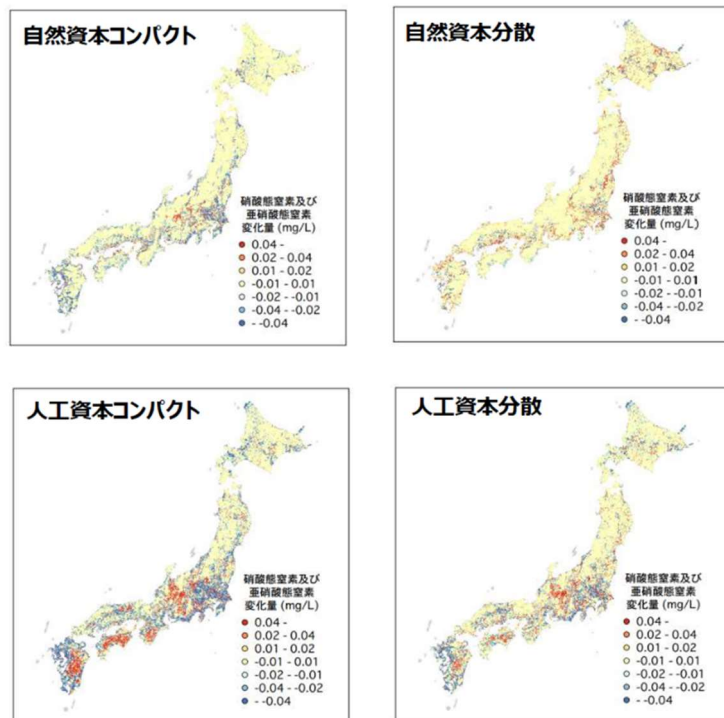 自然資本コンパクト
硝酸態窒素及び
亜硝酸態窒素
変化量 (mg/L)
0.04 -
0.02 - 0.04
0.01 - 0.02
-0.01 - 0.01
-0.02 - -0.01
-0.04 - -0.02
- -0.04
自然資本分散
硝酸態窒素及び
亜硝酸態窒素
変化量 (mg/L)
0.04 -
0.02 - 0.04
0.01 - 0.02
-0.01 - 0.01
-0.02 - -0.01
-0.04 - -0.02
- -0.04
人工資本コンパクト
硝酸態窒素及び
亜硝酸態窒素
変化量 (mg/L)
0.04 -
0.02 - 0.04
0.01 - 0.02
-0.01 - 0.01
-0.02 - -0.01
-0.04 - -0.02
- -0.04
人工資本分散
硝酸態窒素及び
亜硝酸態窒素
変化量 (mg/L)
0.04 -
0.02 - 0.04
0.01 - 0.02
-0.01 - 0.01
-0.02 - -0.01
-0.04 - -0.02
- -0.04